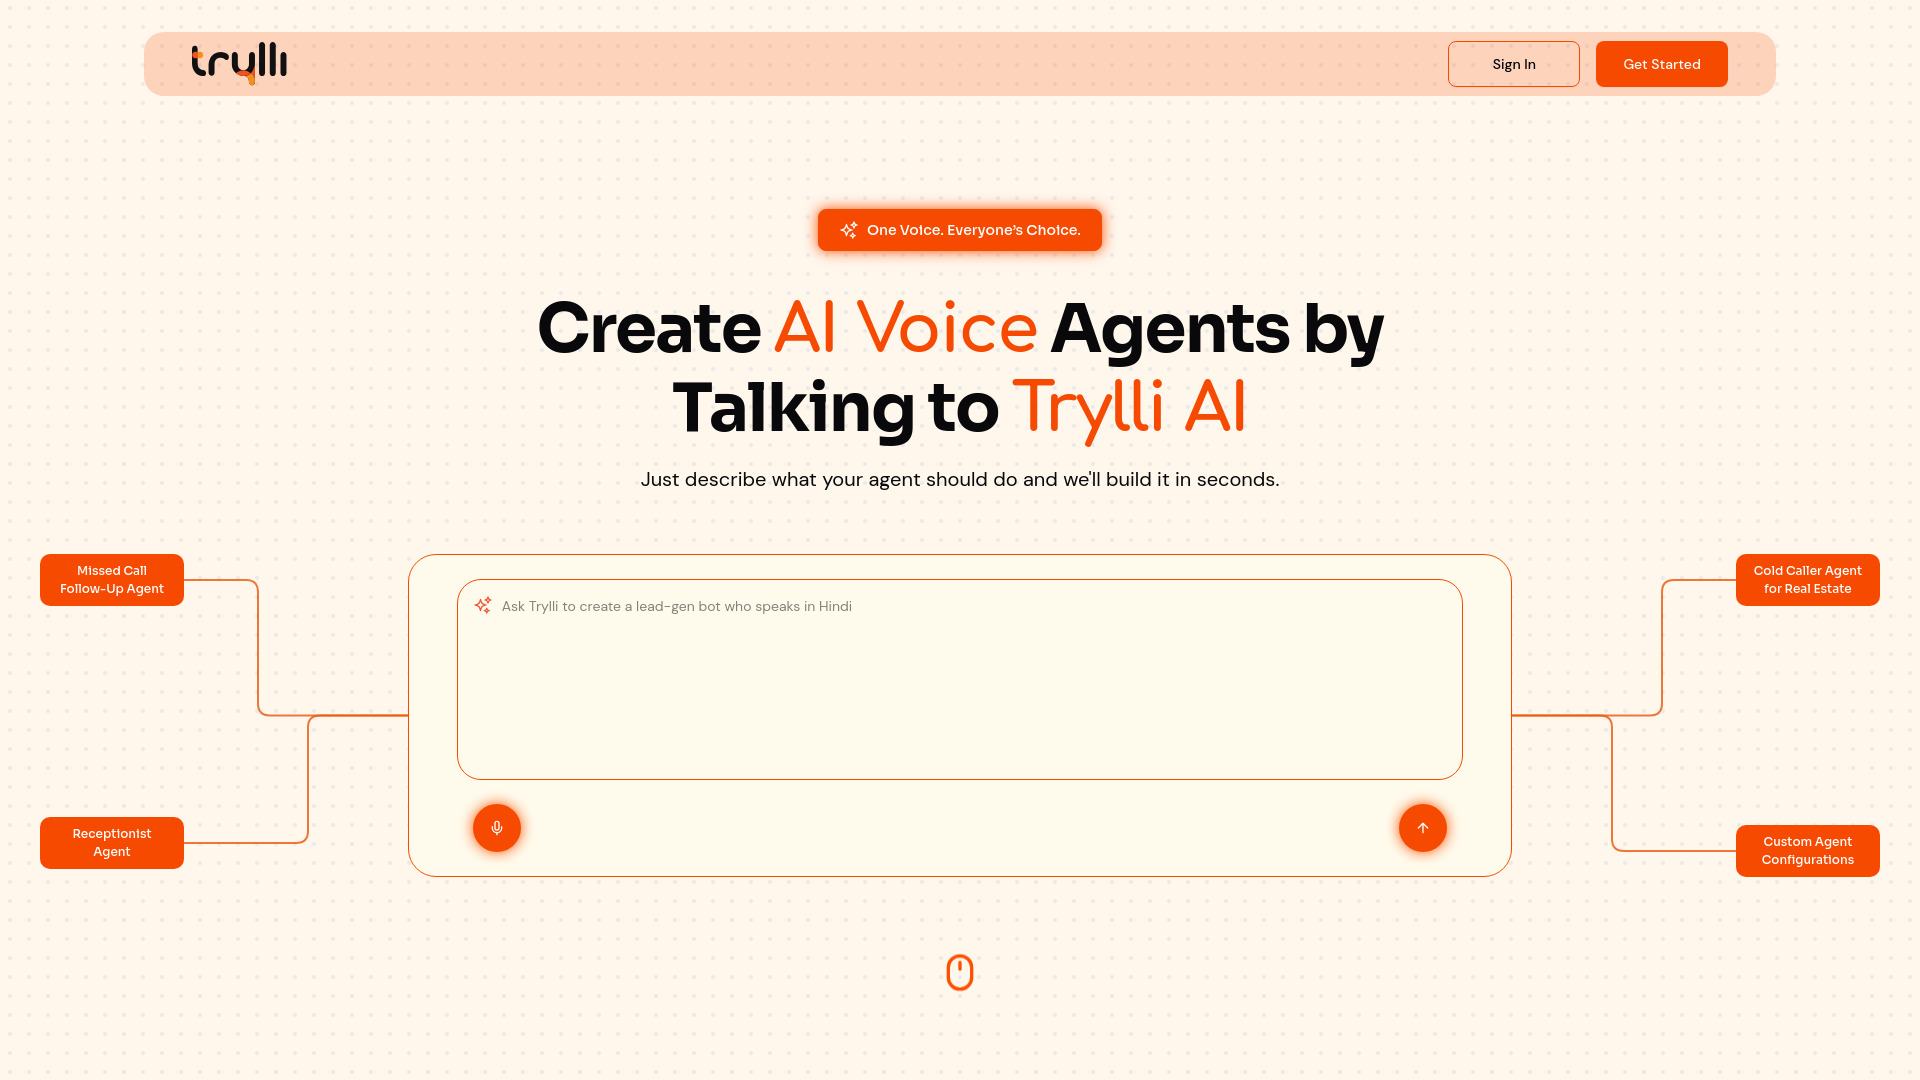 trylli
Sign In
Get Started
One Voice. Everyone's Choice.
Create AI Voice Agents by
Talking to Trylli AI
Just describe what your agent should do and we'll build it in seconds.
Missed Call
Follow-Up Agent
Cold Caller Agent
for Real Estate
Ask Trylli to create a lead-gen bot who speaks in Hindi
Receptionist
Agent
Custom Agent
Configurations